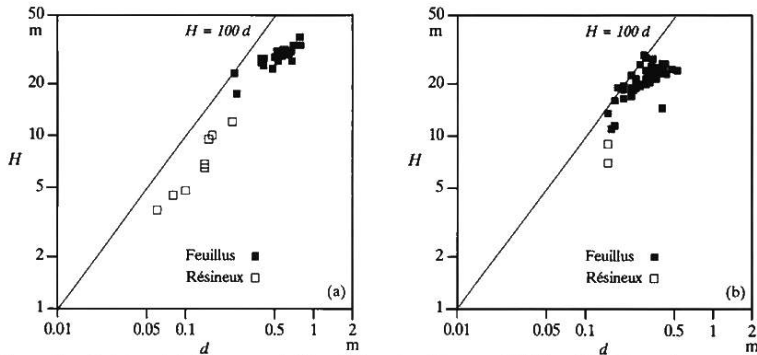 50
m
20
10
H
5
2
1
H = 100 d
Feuillus
Résineux
(a)
0.01
0.05
0.1
0.5
1
2
d
m
50
m
20
10
H
5
2
1
H = 100 d
Feuillus
Résineux
(b)
0.01
0.05
0.1
0.5
1
2
d
m